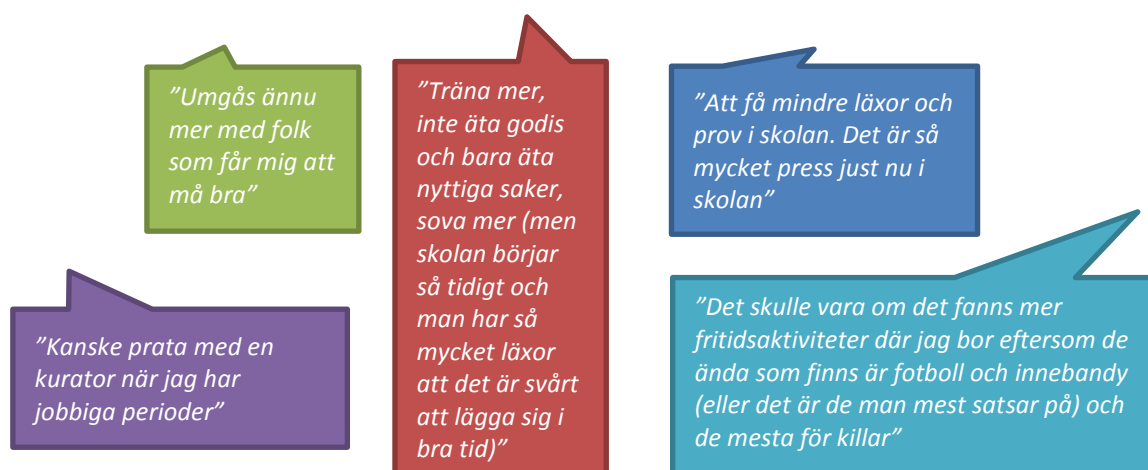 ”Umgås ännu
mer med folk
som får mig att
må bra”
”Träna mer,
inte äta godis
och bara äta
nyttiga saker,
sova mer (men
skolan börjar
så tidigt och
man har så
mycket läxor
att det är svårt
att lägga sig i
bra tid)”
”Att få mindre läxor och
prov i skolan. Det är så
mycket press just nu i
skolan”
”Kanske prata med en
kurator när jag har
jobbiga perioder”
”Det skulle vara om det fanns mer
fritidsaktiviteter där jag bor eftersom de
ända som finns är fotboll och innebandy
(eller det är de man mest satsar på) och
de mesta för killar”